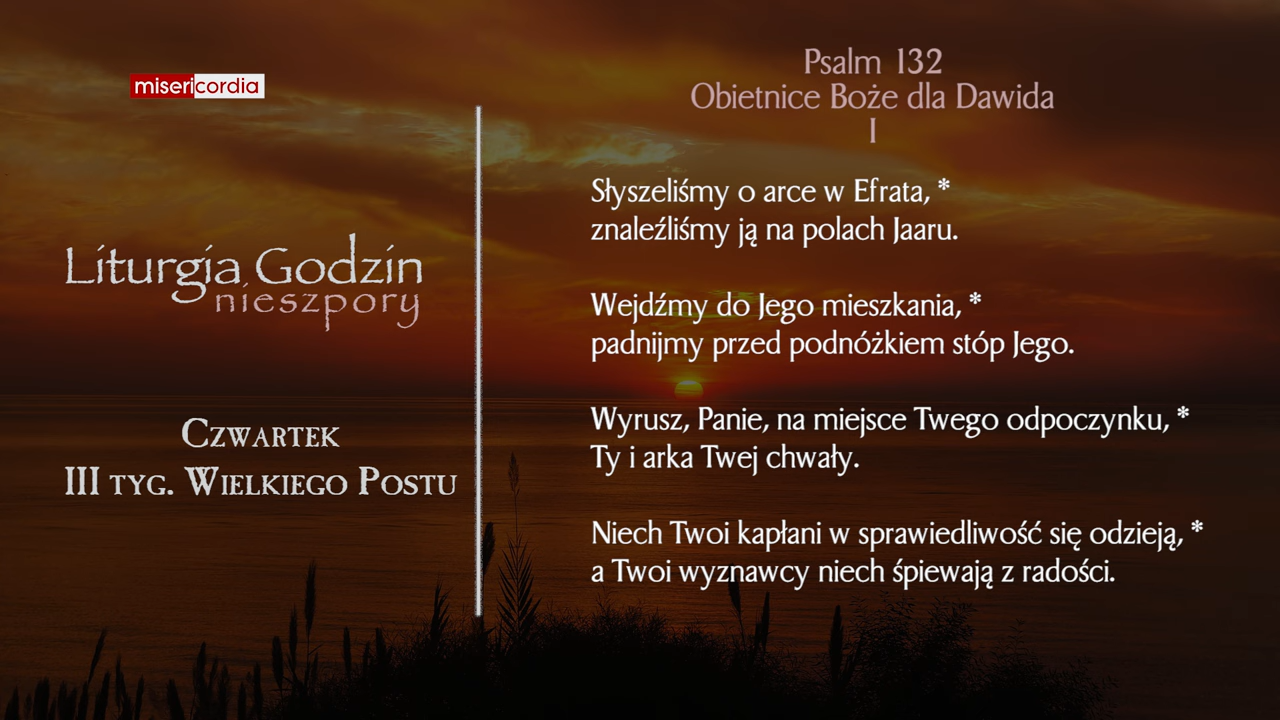 misericordia
Liturgia Godzin
nieszpory
Czwartek
III tyg. Wielkiego Postu
Psalm 132
Obietnice Boże dla Dawida
I
Słyszeliśmy o arce w Efrata, *
znaleźliśmy ją na polach Jaaru.
Wejdźmy do Jego mieszkania, *
padnijmy przed podnóżkiem stóp Jego.
Wyrusz, Panie, na miejsce Twego odpoczynku, *
Ty i arka Twej chwały.
Niech Twoi kapłani w sprawiedliwość się odzieją, *
a Twoi wyznawcy niech śpiewają z radości.